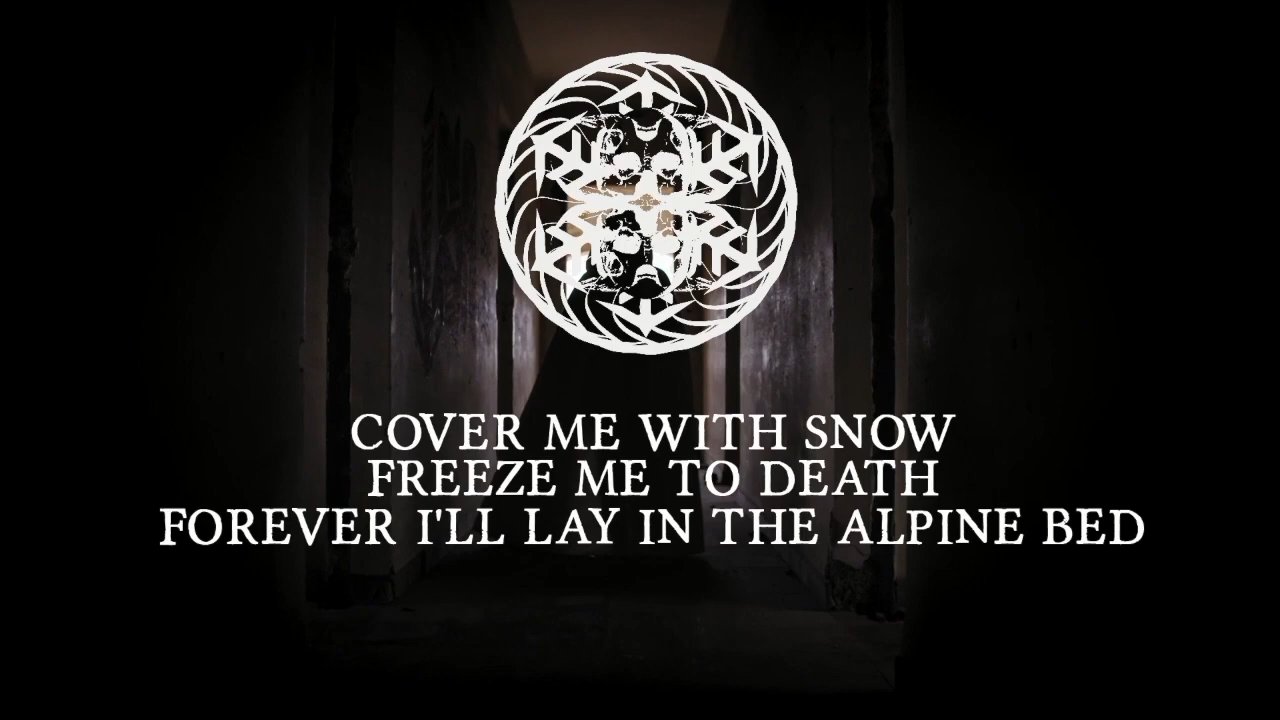 COVER ME WITH SNOW
FREEZE ME TO DEATH
FOREVER I'LL LAY IN THE ALPINE BED